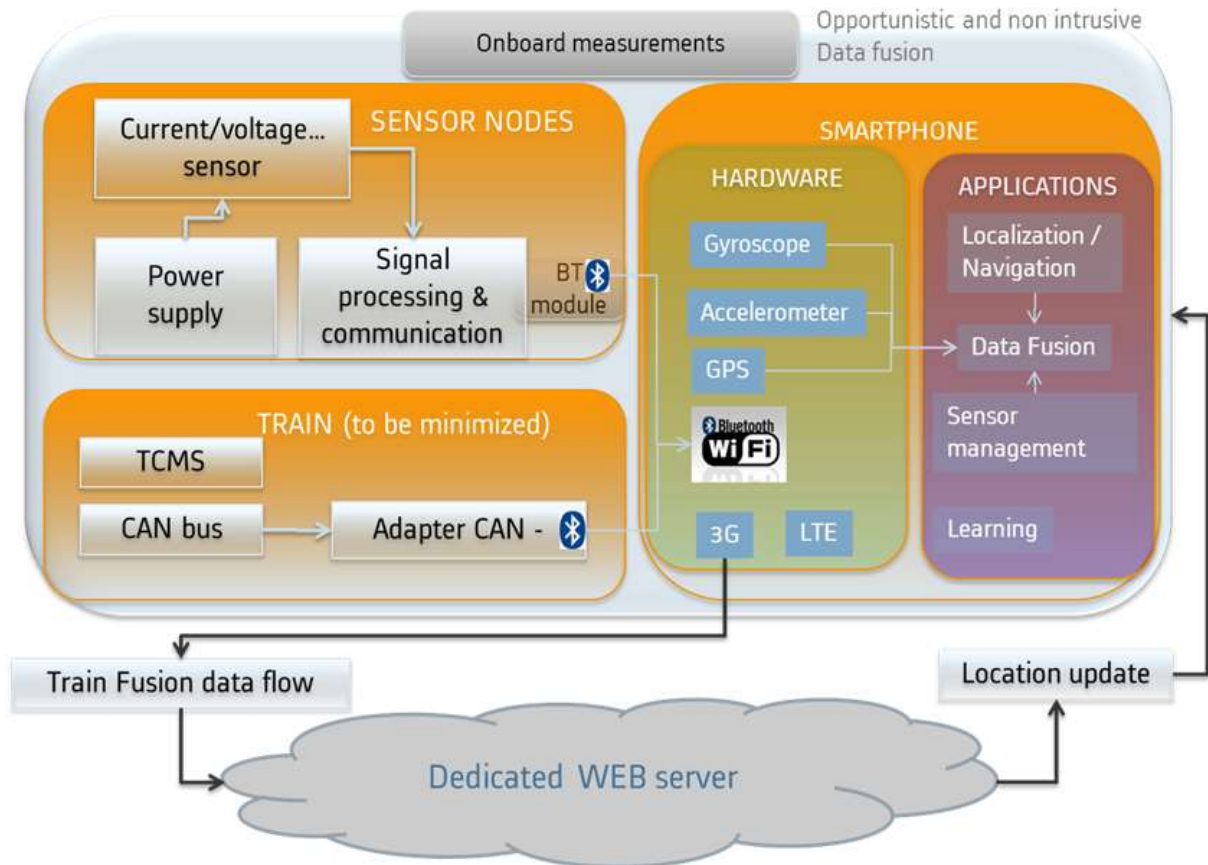 Onboard measurements
Opportunistic and non intrusive
Data fusion
SENSOR NODES
Current/voltage...
sensor
Power
supply
Signal
processing &
communication
BT
module
TRAIN (to be minimized)
TCMS
CAN bus
Adapter CAN -
SMARTPHONE
HARDWARE
Gyroscope
Accelerometer
GPS
Bluetooth
WiFi
3G
LTE
APPLICATIONS
Localization /
Navigation
Data Fusion
Sensor
management
Learning
Train Fusion data flow
Location update
Dedicated WEB server